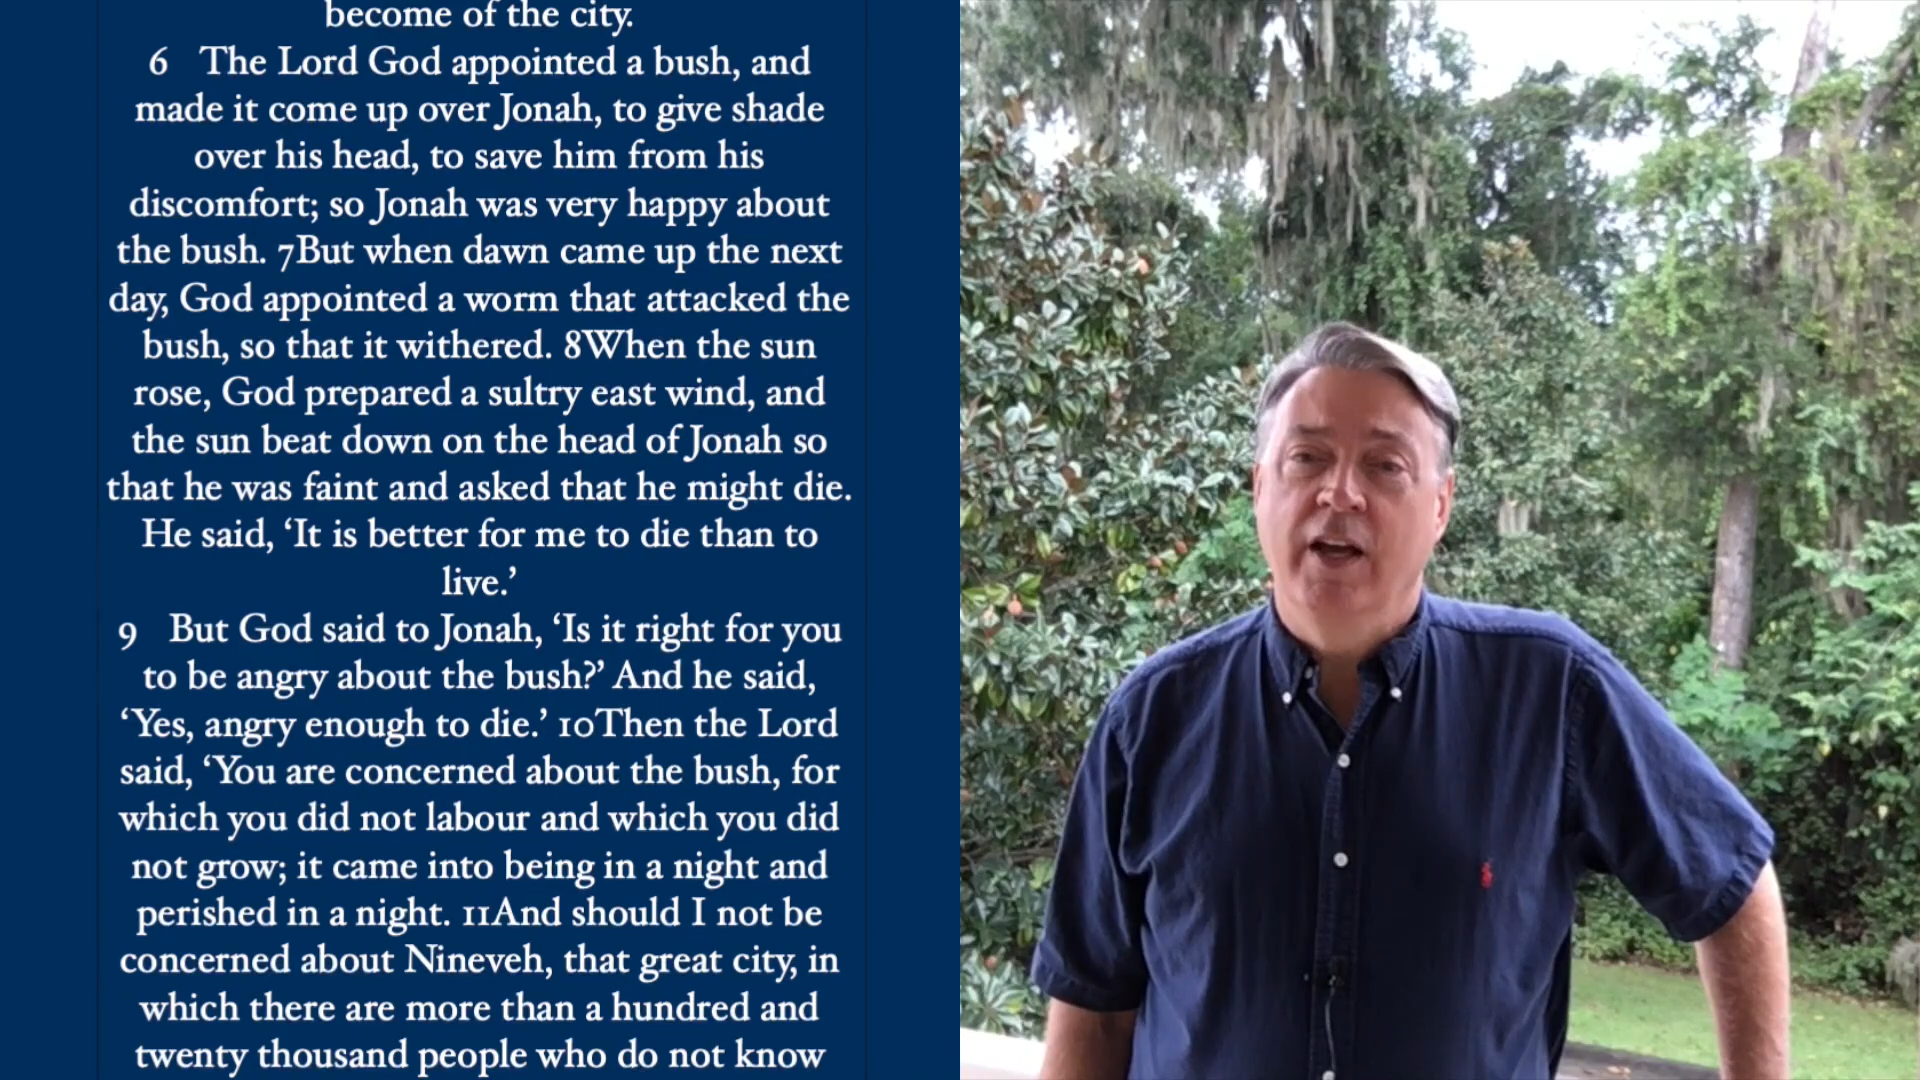 become of the city.
6 The Lord God appointed a bush, and
made it come up over Jonah, to give shade
over his head, to save him from his
discomfort; so Jonah was very happy about
the bush. 7But when dawn came up the next
day, God appointed a worm that attacked the
bush, so that it withered. 8When the sun
rose, God prepared a sultry east wind, and
the sun beat down on the head of Jonah so
that he was faint and asked that he might die.
He said, ‘It is better for me to die than to
live.’
9 But God said to Jonah, ‘Is it right for you
to be angry about the bush?’ And he said,
‘Yes, angry enough to die.’ 10Then the Lord
said, ‘You are concerned about the bush, for
which you did not labour and which you did
not grow; it came into being in a night and
perished in a night. 11And should I not be
concerned about Nineveh, that great city, in
which there are more than a hundred and
twenty thousand people who do not know